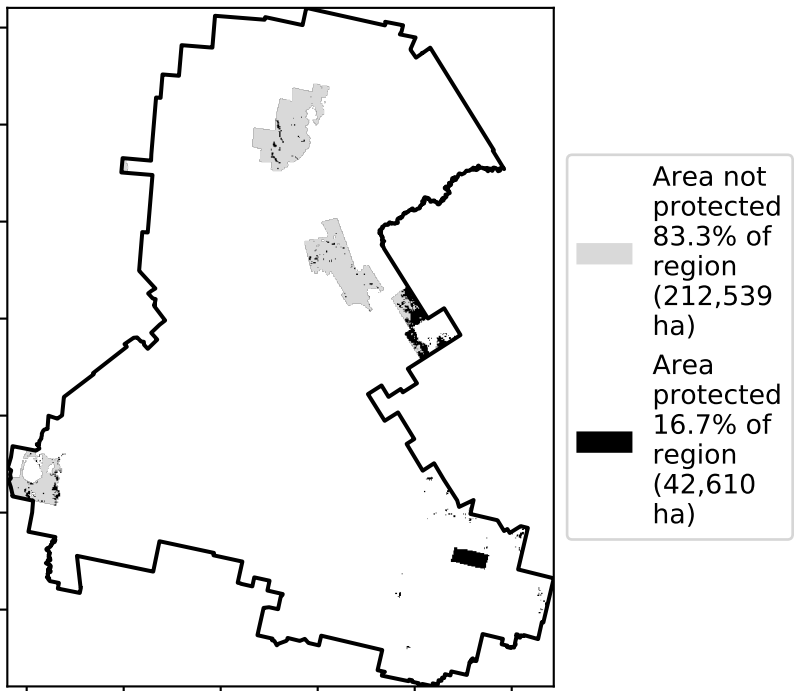 Area not
protected
83.3% of
region
(212,539
ha)
Area
protected
16.7% of
region
(42,610
ha)